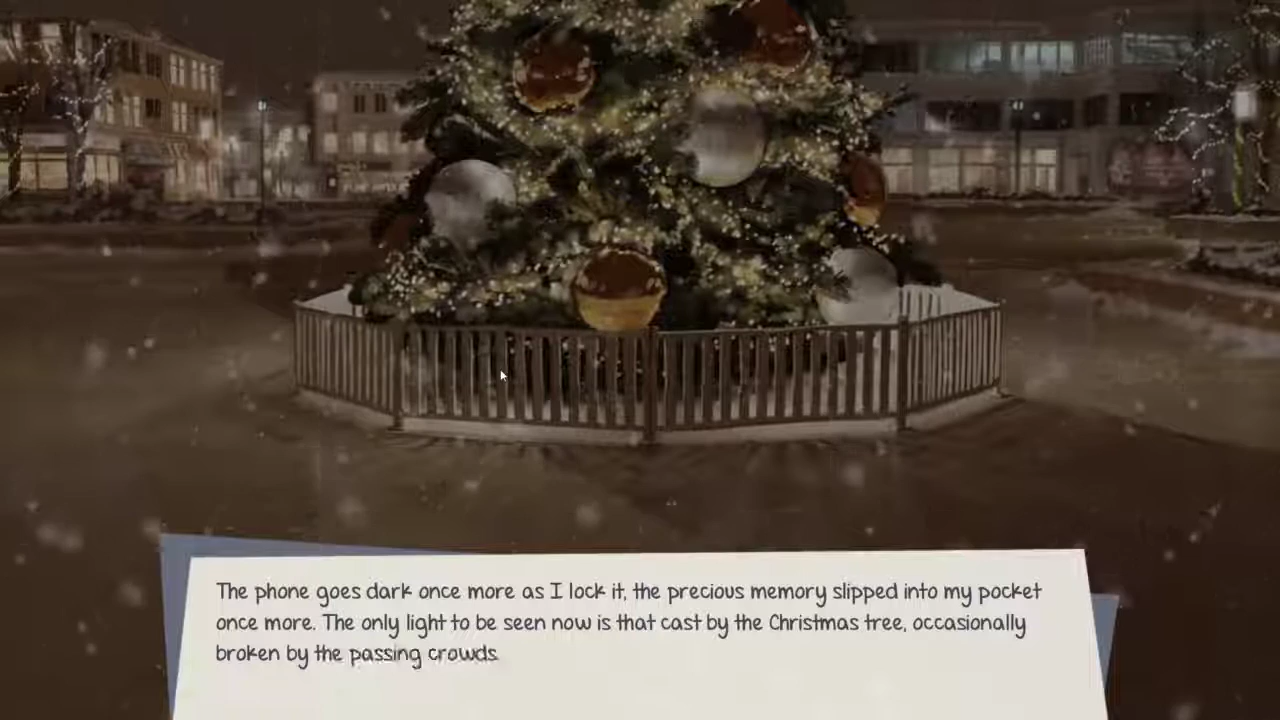 The phone goes dark once more as I lock it, the precious memory slipped into my pocket
once more. The only light to be seen now is that cast by the Christmas tree, occasionally
broken by the passing crowds.